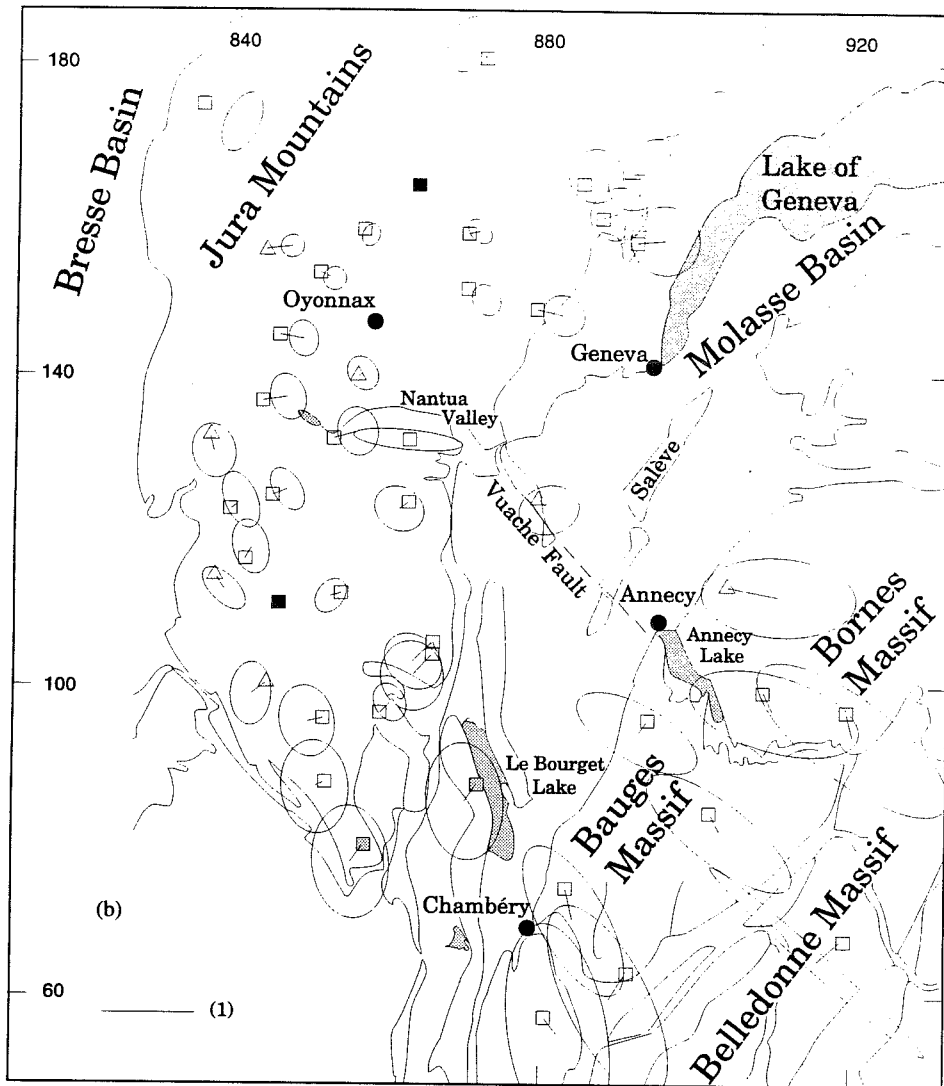 840
880
920
180
140
100
60
Bresse Basin
Jura Mountains
Lake of
Geneva
Molasse Basin
Oyonnax
Geneva
Nantua
Valley
Salève
Vuache Fault
Annecy
Annecy
Lake
Bornes
Massif
Le Bourget
Lake
Bauges
Massif
Chambéry
Belledonne Massif
(b)
(1)